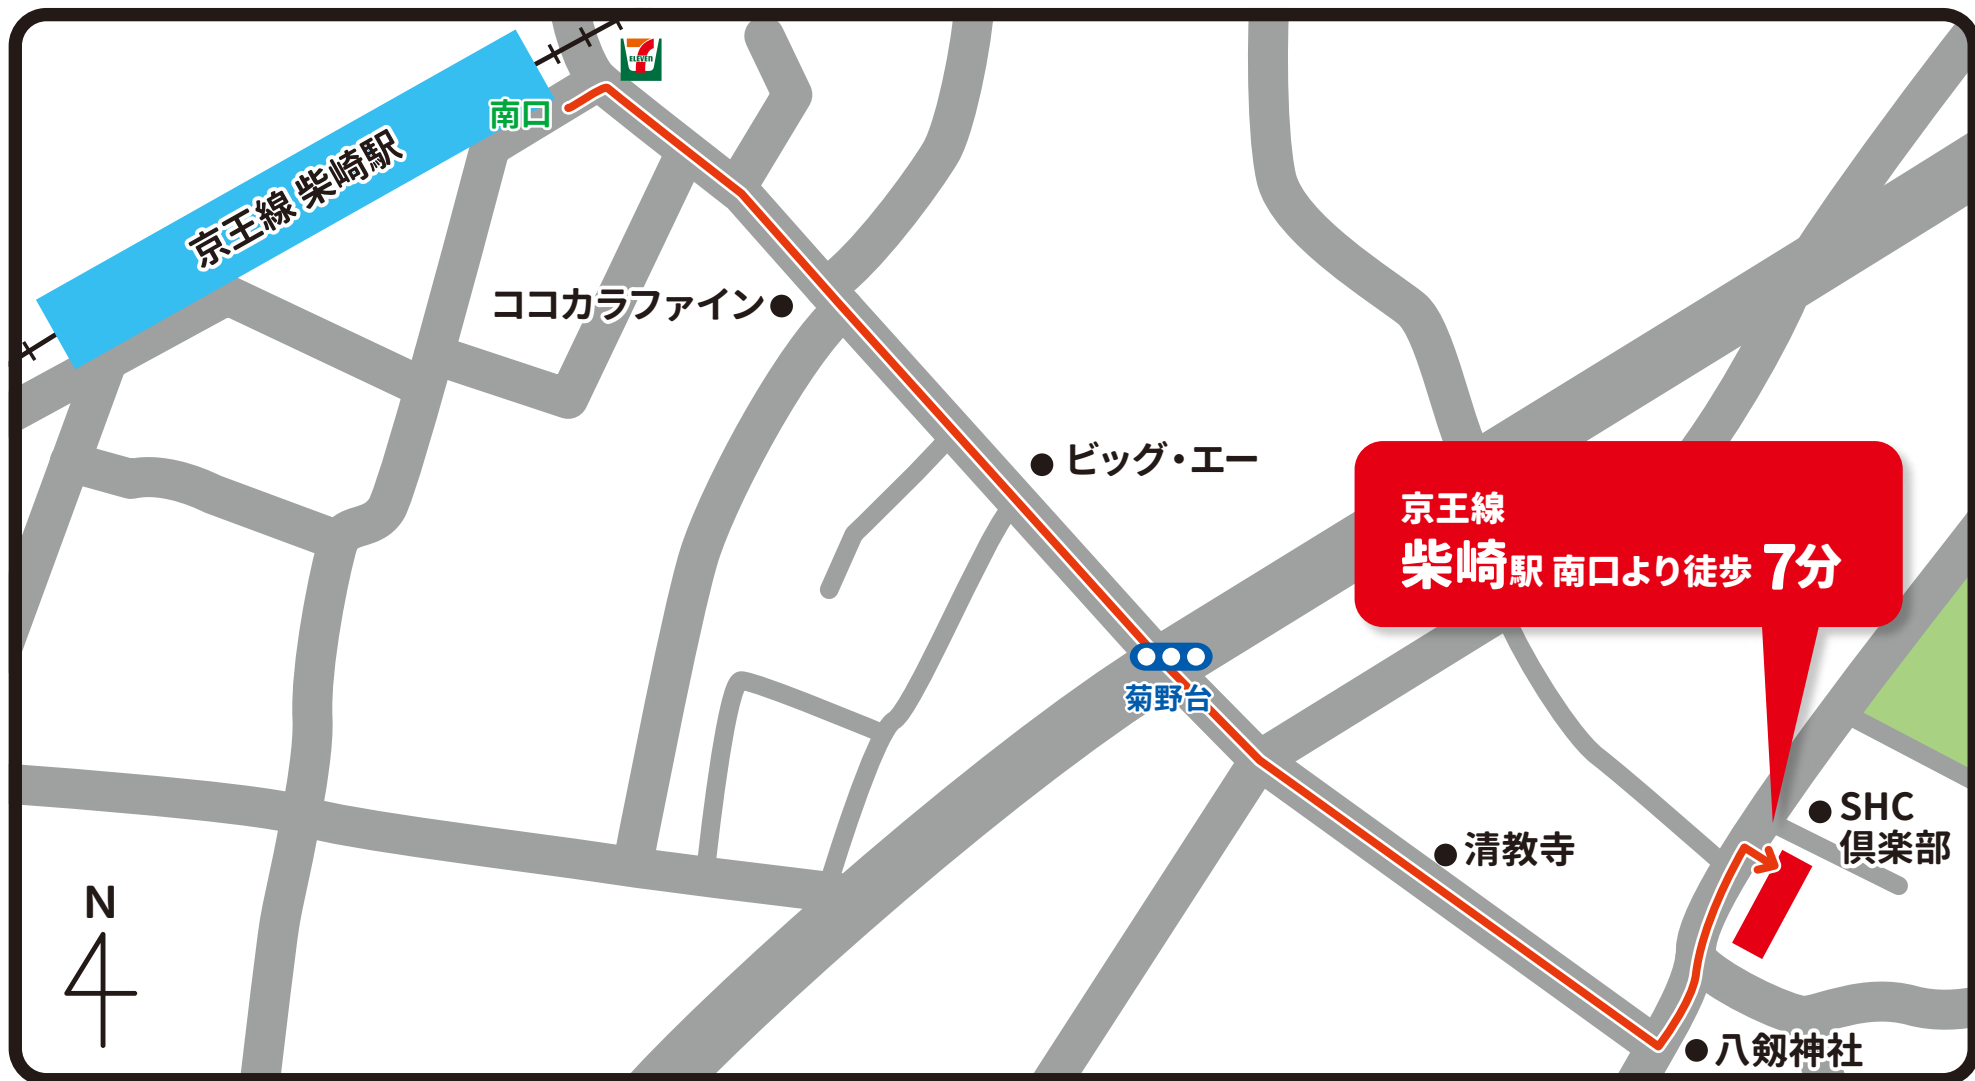 7
ELEVEN
南口
京王線 柴崎駅
ココカラファイン
ビッグ・エー
京王線
柴崎駅 南口より徒歩 7分
菊野台
SHC
倶楽部
清教寺
N
八剱神社